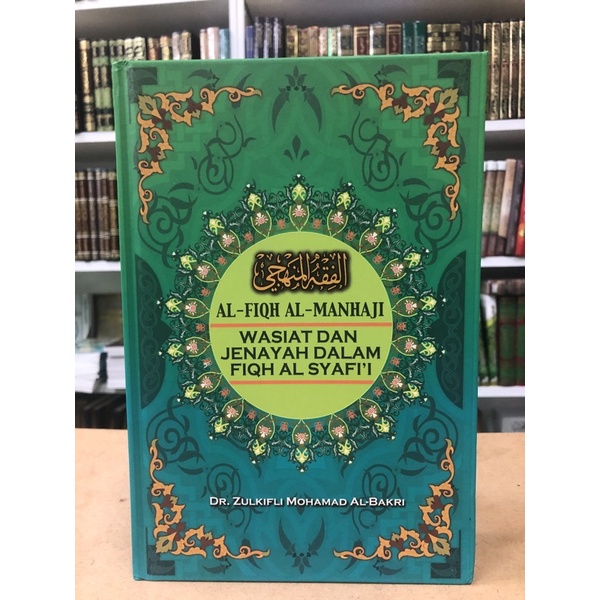 الفقه المنهجي
AL-FIQH AL-MANHAJI
WASIAT DAN
JENAYAH DALAM
FIQH AL SYAFI'I
DR. ZULKIFLI MOHAMAD AL-BAKRI